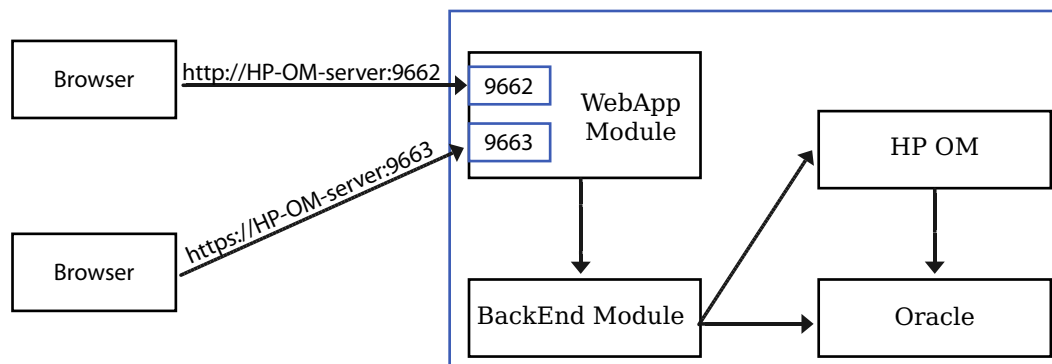 Browser
http://HP-OM-server:9662
9662
WebApp
Module
9663
HP OM
https://HP-OM-server:9663
Browser
BackEnd Module
Oracle